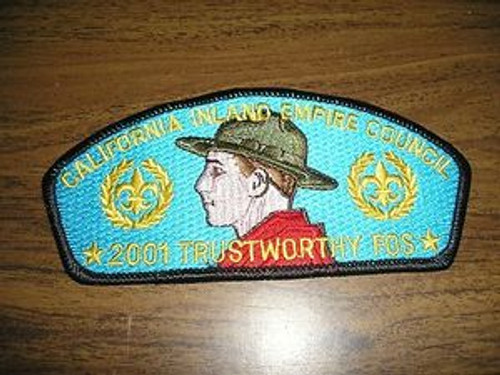 CALIFORNIA INLAND EMPIRE COUNCIL
2001 TRUSTWORTHY FOS